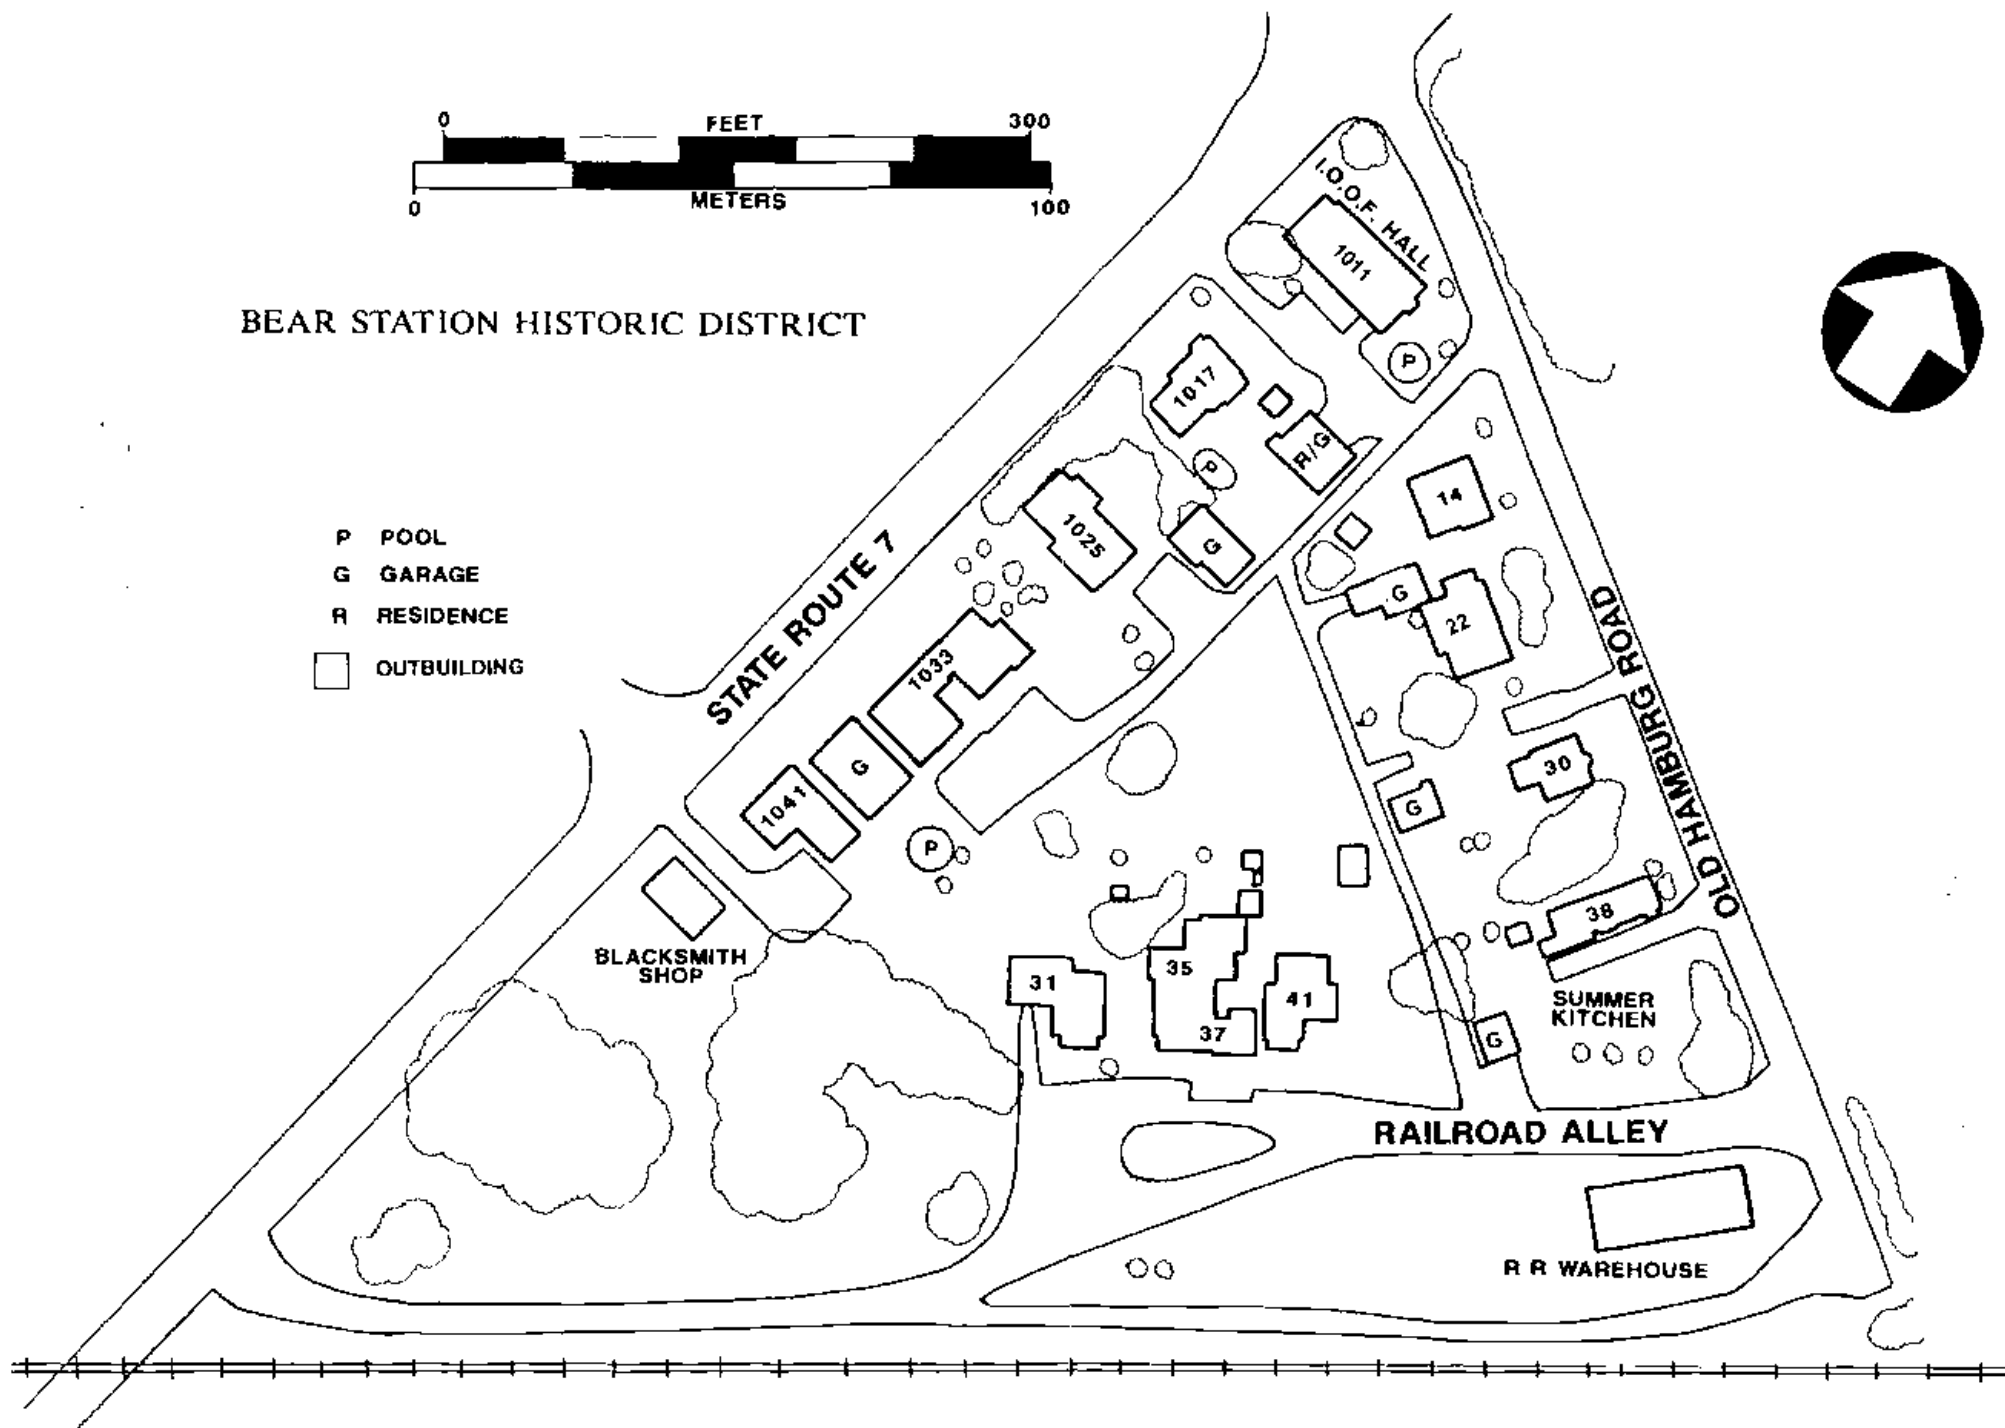 0 FEET 300
0 METERS 100
BEAR STATION HISTORIC DISTRICT
P POOL
G GARAGE
R RESIDENCE
OUTBUILDING
STATE ROUTE 7
I.O.O.F. HALL
1011
P
1017
R/G
P
1025
G
1033
G
1041
P
BLACKSMITH
SHOP
14
G
22
OLD HAMBURG ROAD
30
G
38
SUMMER
KITCHEN
G
31
35
37
41
RAILROAD ALLEY
R R WAREHOUSE